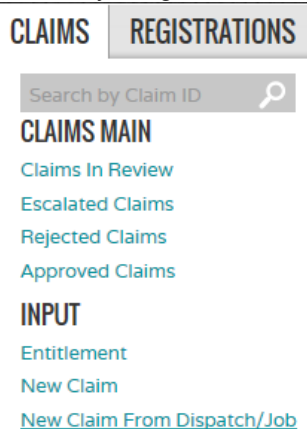 CLAIMS REGISTRATIONS
Search by Claim ID
CLAIMS MAIN
Claims In Review
Escalated Claims
Rejected Claims
Approved Claims
INPUT
Entitlement
New Claim
New Claim From Dispatch/Job